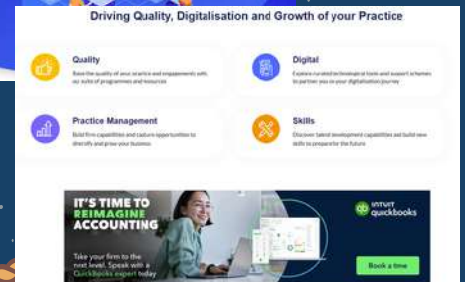 Driving Quality, Digitalisation and Growth of your Practice
Quality
Raise the quality of your practice and engagements with
our suite of programmes and resources
Digital
Explore curated technological tools and support schemes
to partner you in your digitalisation journey
Practice Management
Build firm capabilities and capture opportunities to
diversify and grow your business
Skills
Discover talent development capabilities and build new
skills to prepare for the future
IT'S TIME TO
REIMAGINE
ACCOUNTING
Take your firm to the
next level. Speak with a
QuickBooks expert today
INTUIT
quickbooks
Book a time